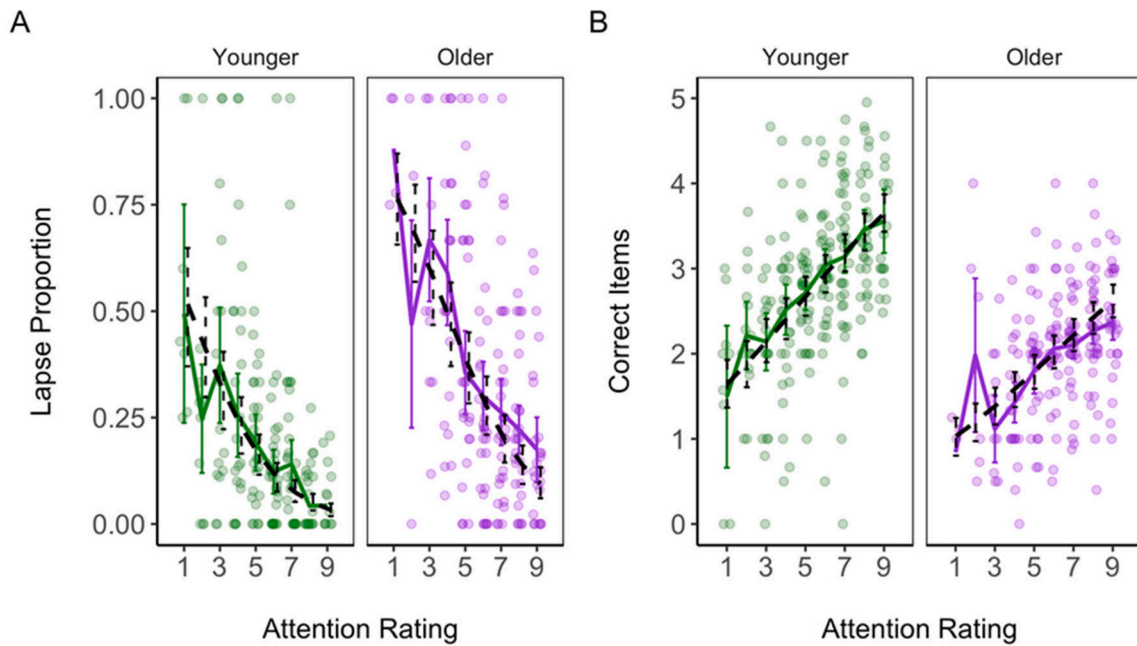 A
Younger
Older
Lapse Proportion
1.00
0.75
0.50
0.25
0.00
1 3 5 7 9
1 3 5 7 9
Attention Rating
B
Younger
Older
Correct Items
5
4
3
2
1
0
1 3 5 7 9
1 3 5 7 9
Attention Rating